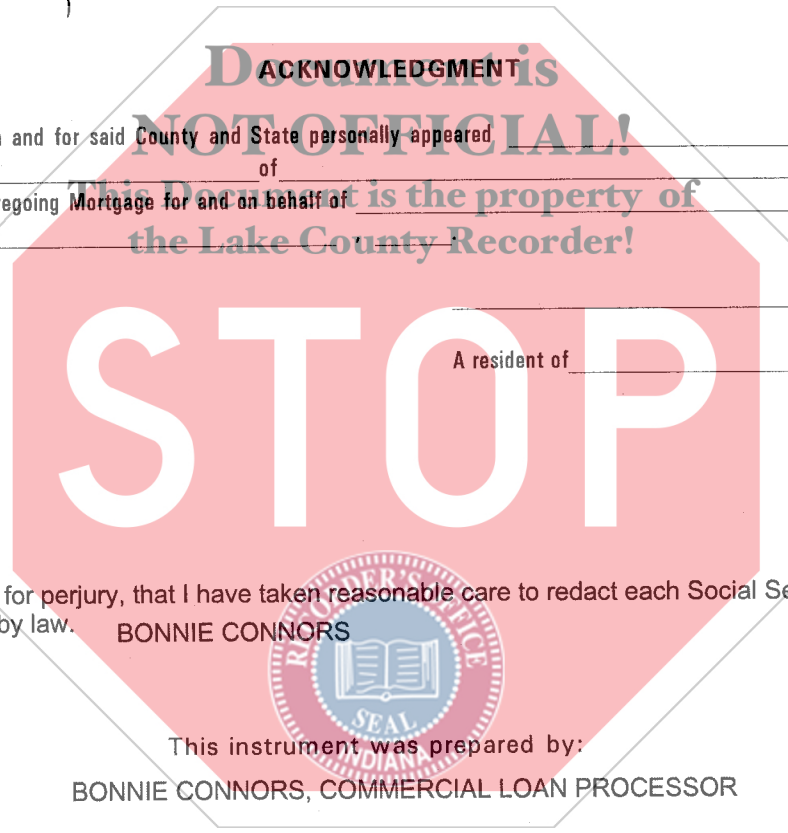 Document is
ACKNOWLEDGMENT
NOT OFFICIAL!
and for said County and State personally appeared
of
This Document is the property of
egoing Mortgage for and on behalf of
the Lake County Recorder!
,
STOP
A resident of
for perjury, that I have taken reasonable care to redact each Social Se
by law. BONNIE CONNORS
RECORDER'S OFFICE
SEAL
INDIANA
This instrument was prepared by:
BONNIE CONNORS, COMMERCIAL LOAN PROCESSOR